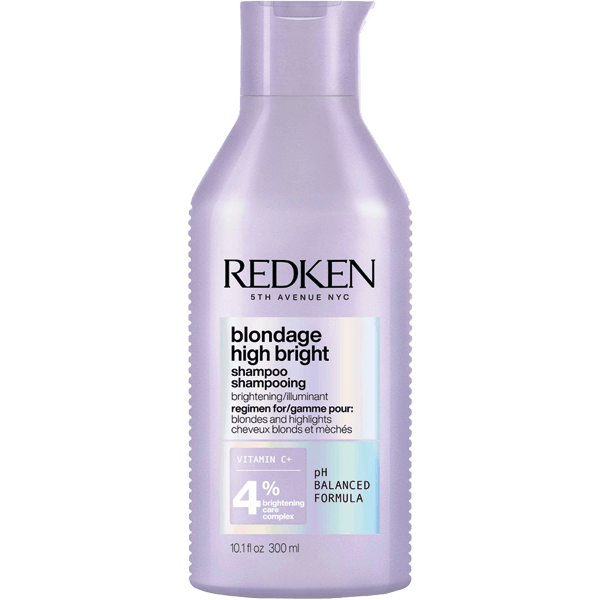 REDKEN
5TH AVENUE NYC
blondage
high bright
shampoo
shampooing
brightening/illuminant
regimen for/gamme pour:
blondes and highlights
cheveux blonds et mèchés
VITAMIN C+
4%
brightening
care
complex
pH
BALANCED
FORMULA
10.1 fl oz 300 ml